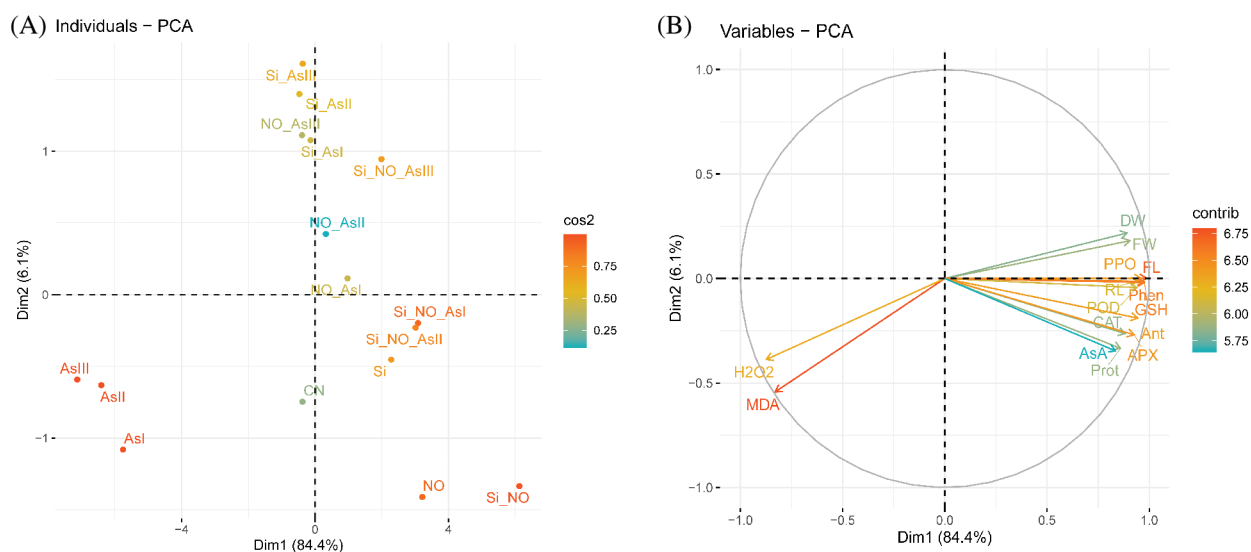 (A) Individuals − PCA
Si_AsIII
Si_AsII
NO_AsIII
Si_AsI
Si_NO_AsIII
NO_AsII
NO_AsI
Si_NO_AsI
Si_NO_AsII
Si
AsIII
AsII
CN
AsI
NO
Si_NO
1
0
−1
−4
0
4
Dim2 (6.1%)
Dim1 (84.4%)
cos2
0.75
0.50
0.25
(B) Variables − PCA
1.0
0.5
0.0
−0.5
−1.0
DW
FW
PPO
FL
RL
Phen
POD
GSH
CAT
Ant
AsA
APX
Prot
H2O2
MDA
−1.0
−0.5
0.0
0.5
1.0
Dim2 (6.1%)
Dim1 (84.4%)
contrib
6.75
6.50
6.25
6.00
5.75